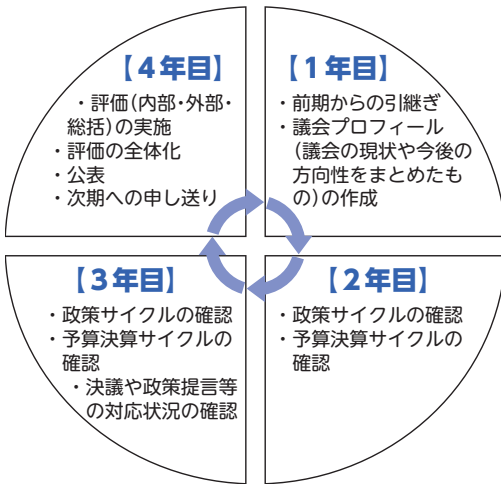 【4年目】
・評価(内部・外部・
総括)の実施
・評価の全体化
・公表
・次期への申し送り
【1年目】
・前期からの引継ぎ
・議会プロフィール
(議会の現状や今後の
方向性をまとめたも
の)の作成
【3年目】
・政策サイクルの確認
・予算決算サイクルの
確認
・決議や政策提言等
の対応状況の確認
【2年目】
・政策サイクルの確認
・予算決算サイクルの
確認